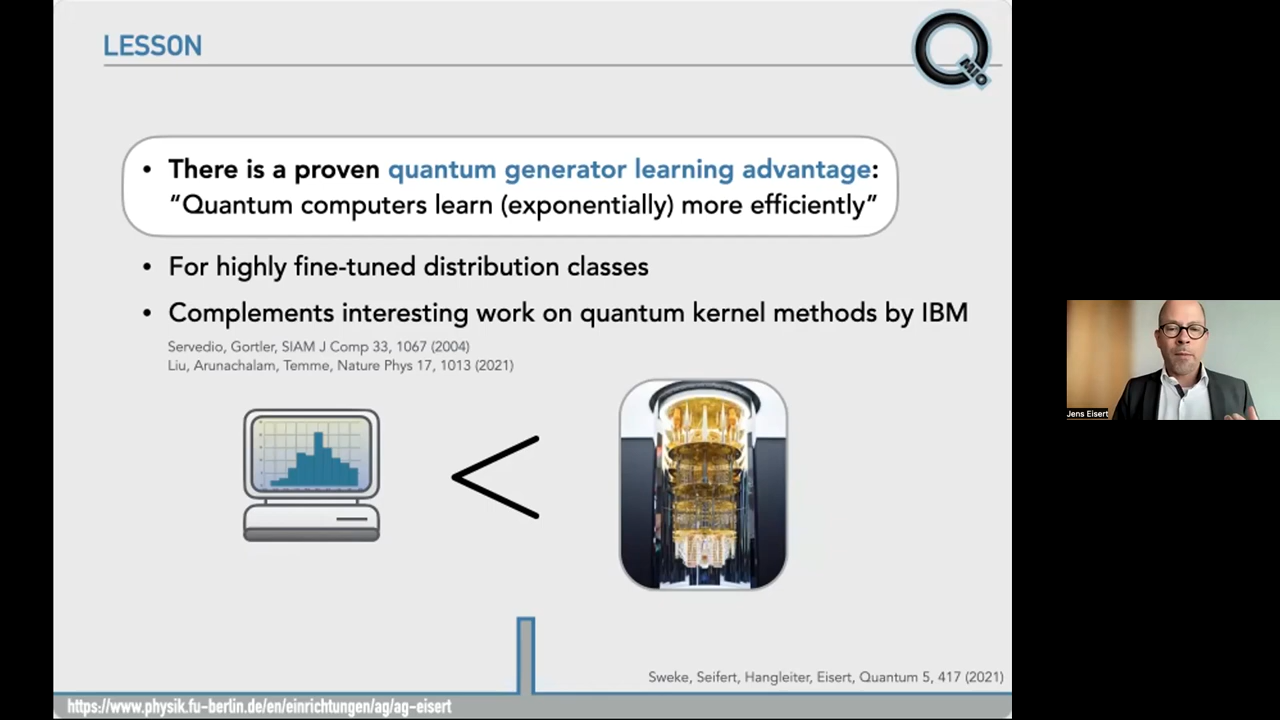 LESSON
QMIO
• There is a proven quantum generator learning advantage:
“Quantum computers learn (exponentially) more efficiently”
• For highly fine-tuned distribution classes
• Complements interesting work on quantum kernel methods by IBM
Servedio, Gortler, SIAM J Comp 33, 1067 (2004)
Liu, Arunachalam, Temme, Nature Phys 17, 1013 (2021)
<
Jens Eisert
Sweke, Seifert, Hangleiter, Eisert, Quantum 5, 417 (2021)
https://www.physik.fu-berlin.de/en/einrichtungen/ag/ag-eisert